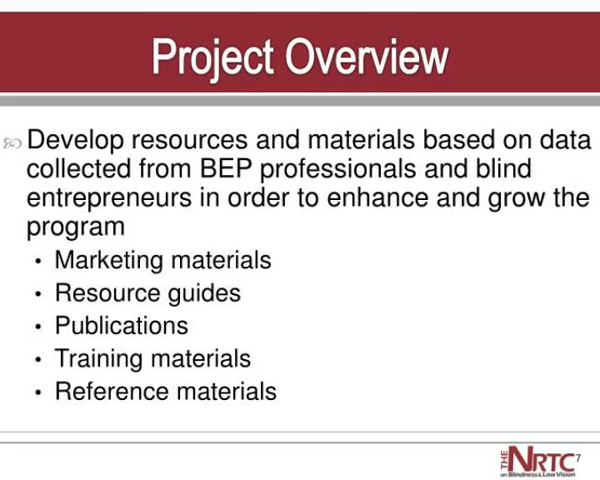 Project Overview
Develop resources and materials based on data
collected from BEP professionals and blind
entrepreneurs in order to enhance and grow the
program
• Marketing materials
• Resource guides
• Publications
• Training materials
• Reference materials
THE NRTC 7
on Blindness & Low Vision